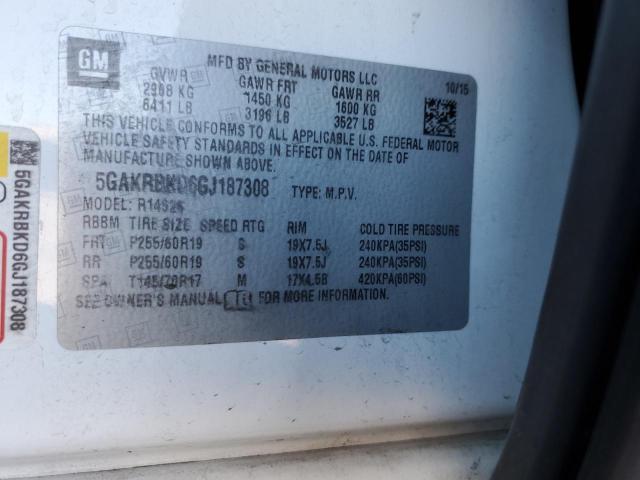 GM
MFD BY GENERAL MOTORS LLC
10/15
GVWR GAWR FRT GAWR RR
2908 KG 1450 KG 1600 KG
6411 LB 3196 LB 3527 LB
THIS VEHICLE CONFORMS TO ALL APPLICABLE U.S. FEDERAL MOTOR
VEHICLE SAFETY STANDARDS IN EFFECT ON THE DATE OF
MANUFACTURE SHOWN ABOVE.
5GAKRBKD6GJ187308 TYPE: M.P.V.
MODEL: R14526
RBBM TIRE SIZE SPEED RTG RIM COLD TIRE PRESSURE
FRT P255/60R19 S 19X7.5J 240KPA(35PSI)
RR P255/60R19 S 19X7.5J 240KPA(35PSI)
SPA T145/70R17 M 17X4.5B 420KPA(60PSI)
SEE OWNER'S MANUAL FOR MORE INFORMATION.
5GAKRBKD6GJ187308